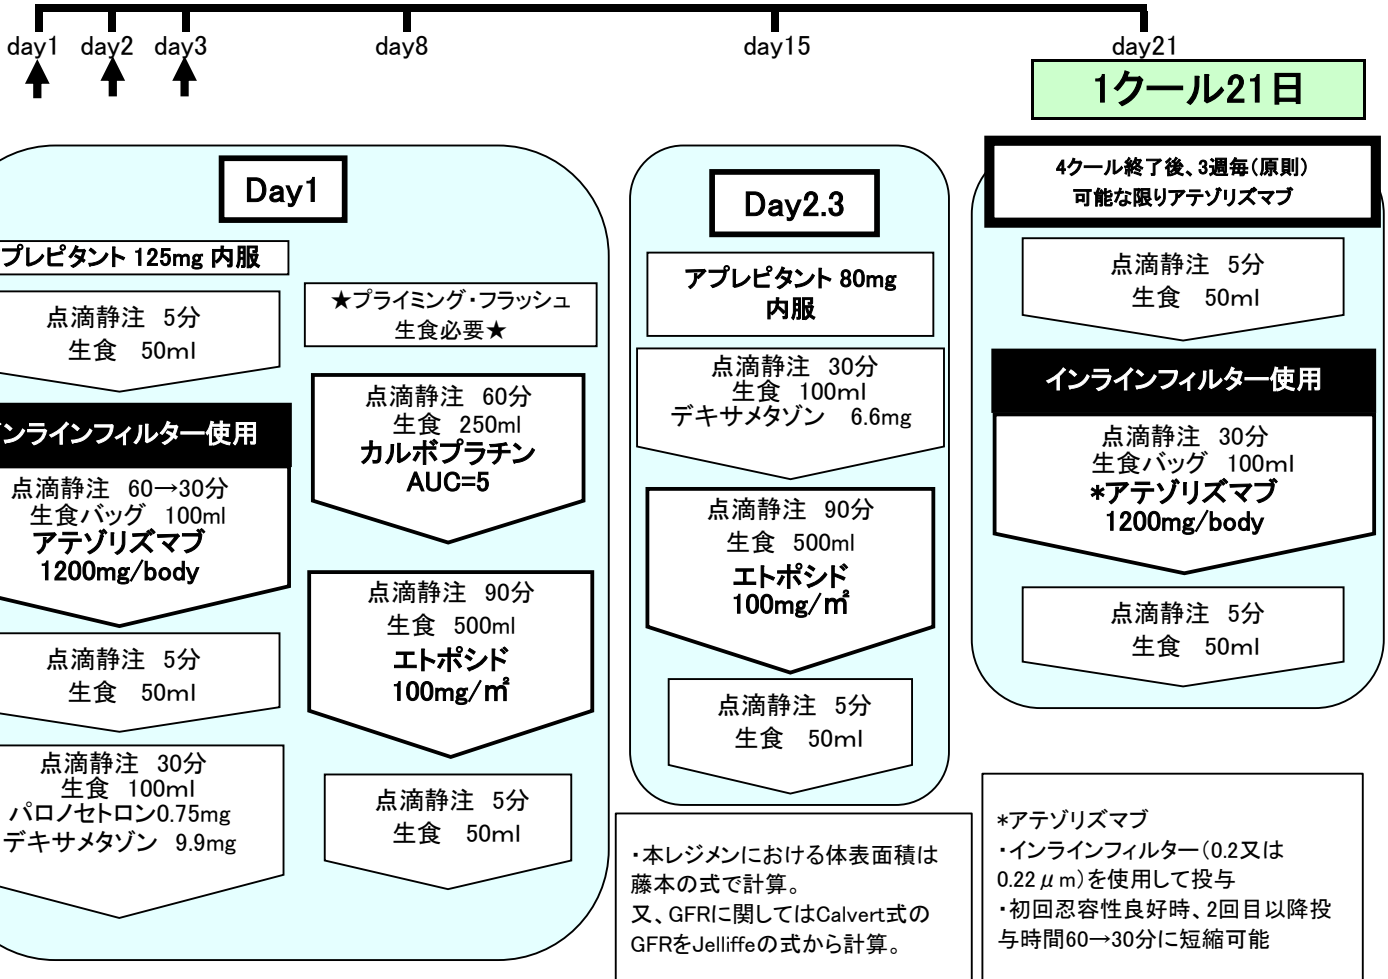 day1 day2 day3 day8 day15 day21
1クール21日
Day1
プレピタント 125mg 内服
点滴静注 5分
生食 50ml
ンラインフィルター使用
点滴静注 60→30分
生食バッグ 100ml
アテゾリズマブ
1200mg/body
点滴静注 5分
生食 50ml
点滴静注 30分
生食 100ml
パロノセトロン0.75mg
デキサメタゾン 9.9mg
★プライミング・フラッシュ
生食必要★
点滴静注 60分
生食 250ml
カルボプラチン
AUC=5
点滴静注 90分
生食 500ml
エトポシド
100mg/㎡
点滴静注 5分
生食 50ml
Day2.3
アプレピタント 80mg
内服
点滴静注 30分
生食 100ml
デキサメタゾン 6.6mg
点滴静注 90分
生食 500ml
エトポシド
100mg/㎡
点滴静注 5分
生食 50ml
・本レジメンにおける体表面積は
藤本の式で計算。
又、GFRに関してはCalvert式の
GFRをJelliffeの式から計算。
4クール終了後、3週毎(原則)
可能な限りアテゾリズマブ
点滴静注 5分
生食 50ml
インラインフィルター使用
点滴静注 30分
生食バッグ 100ml
*アテゾリズマブ
1200mg/body
点滴静注 5分
生食 50ml
*アテゾリズマブ
・インラインフィルター(0.2又は
0.22μm)を使用して投与
・初回忍容性良好時、2回目以降投
与時間60→30分に短縮可能